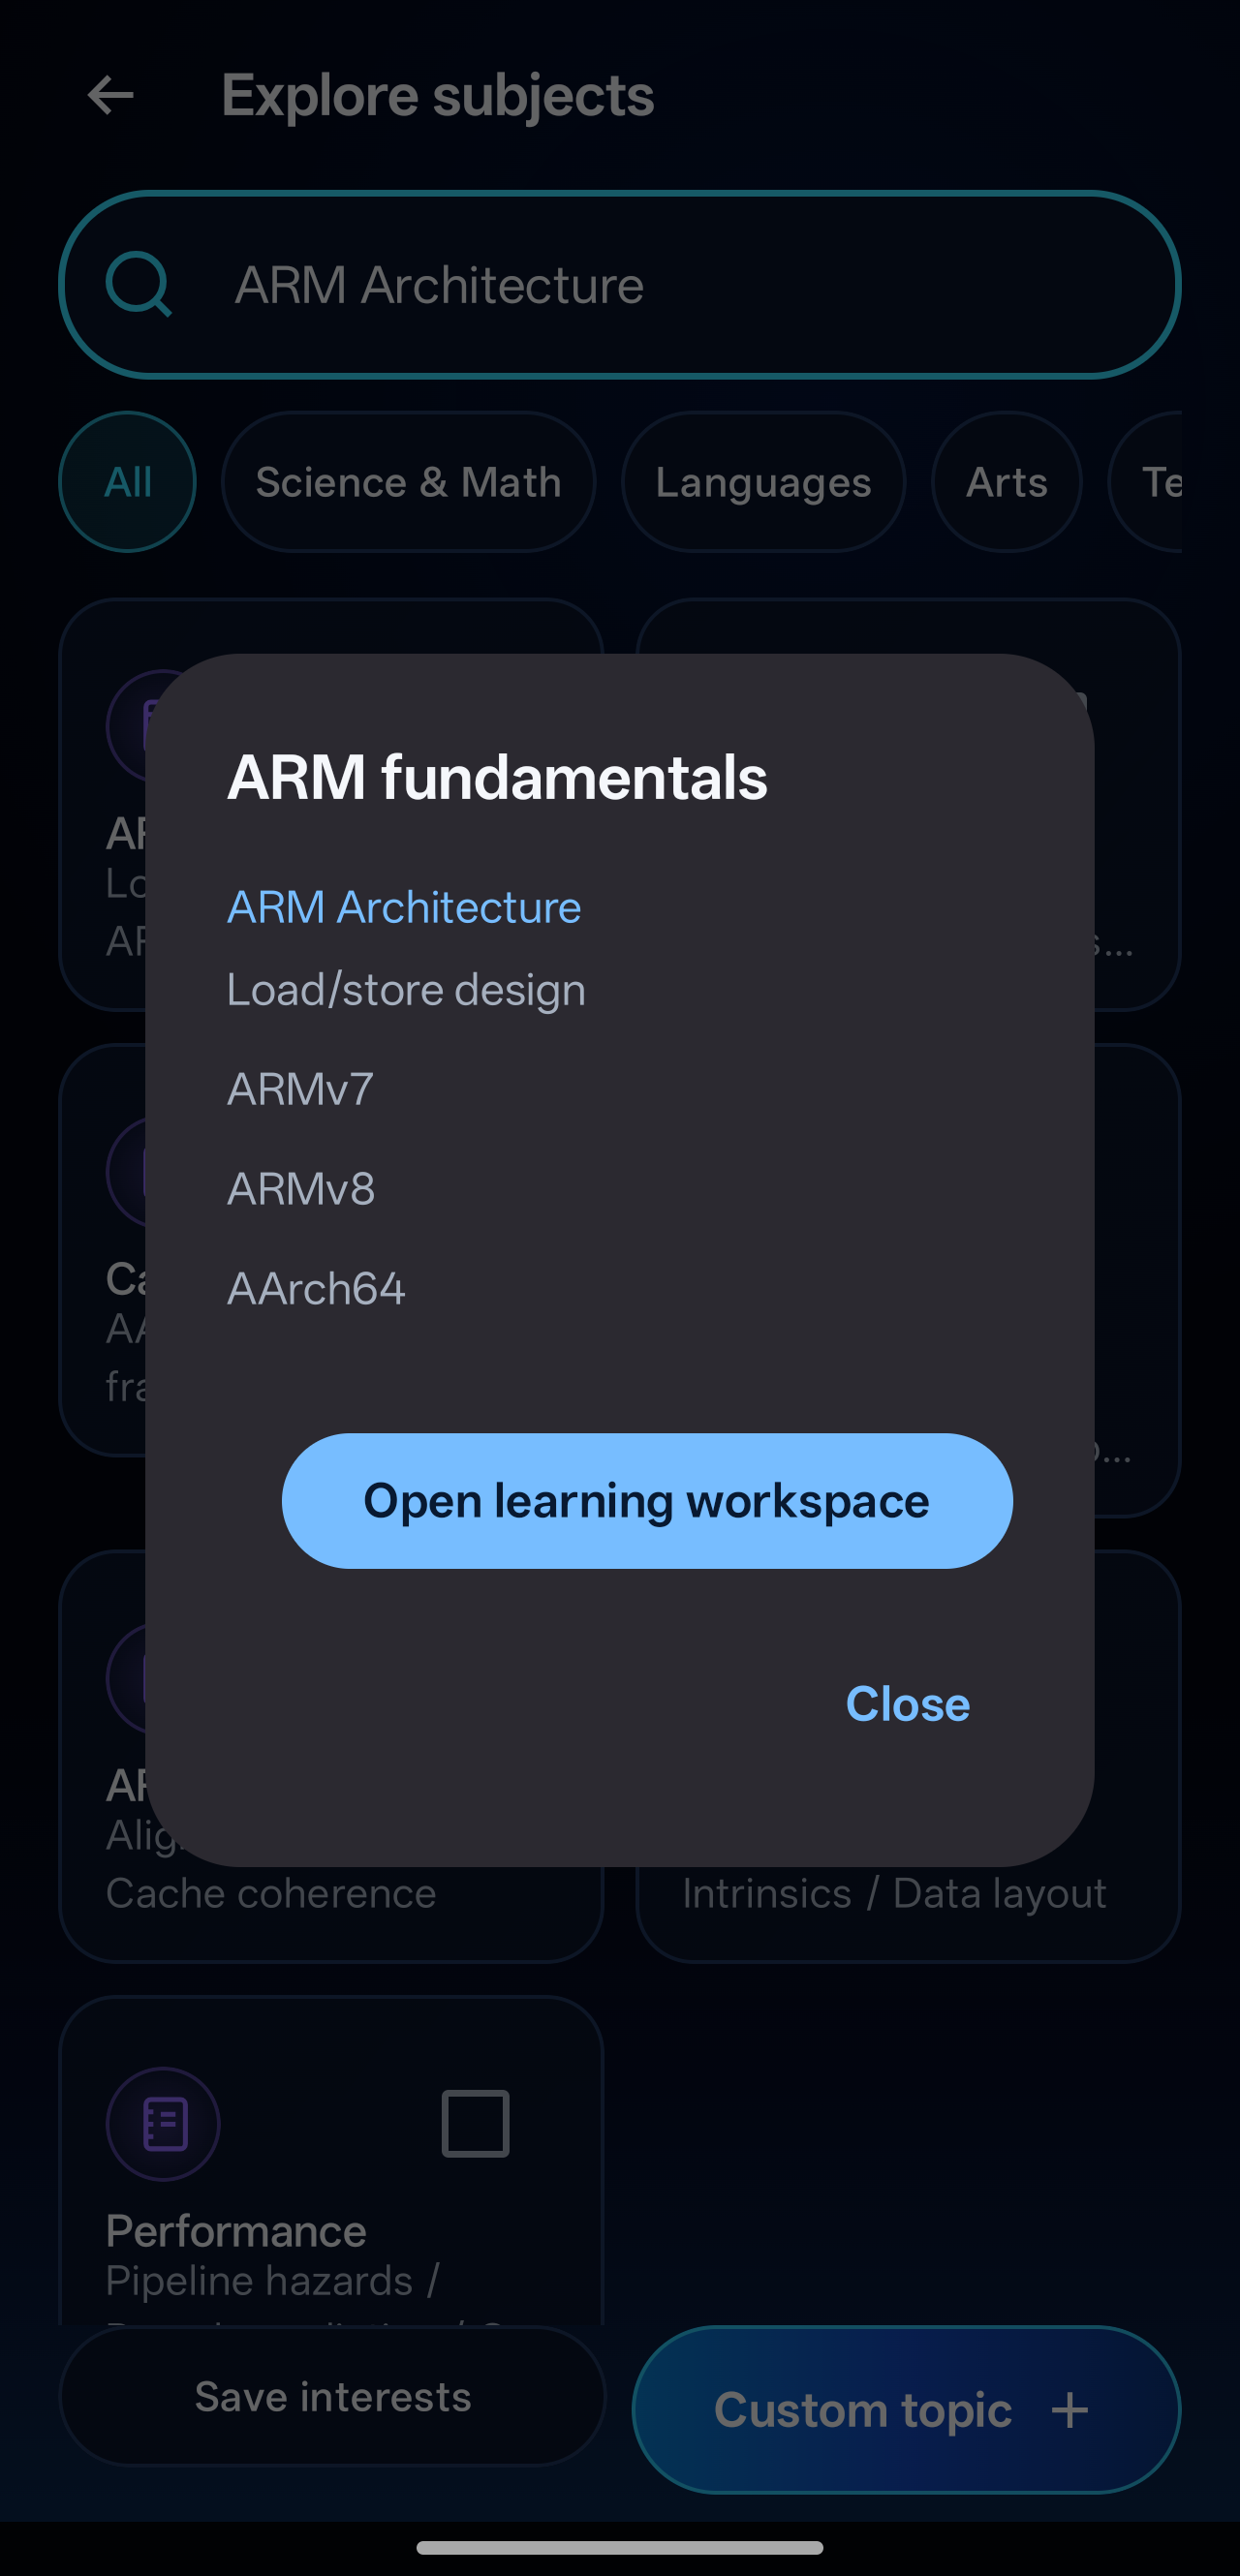 Explore subjects
ARM Architecture
All
Science & Math
Languages
Arts
ARM fundamentals
ARM Architecture
Load/store design
ARMv7
ARMv8
AArch64
Open learning workspace
Close
Cache coherence
Intrinsics / Data layout
Performance
Pipeline hazards /
Save interests
Custom topic